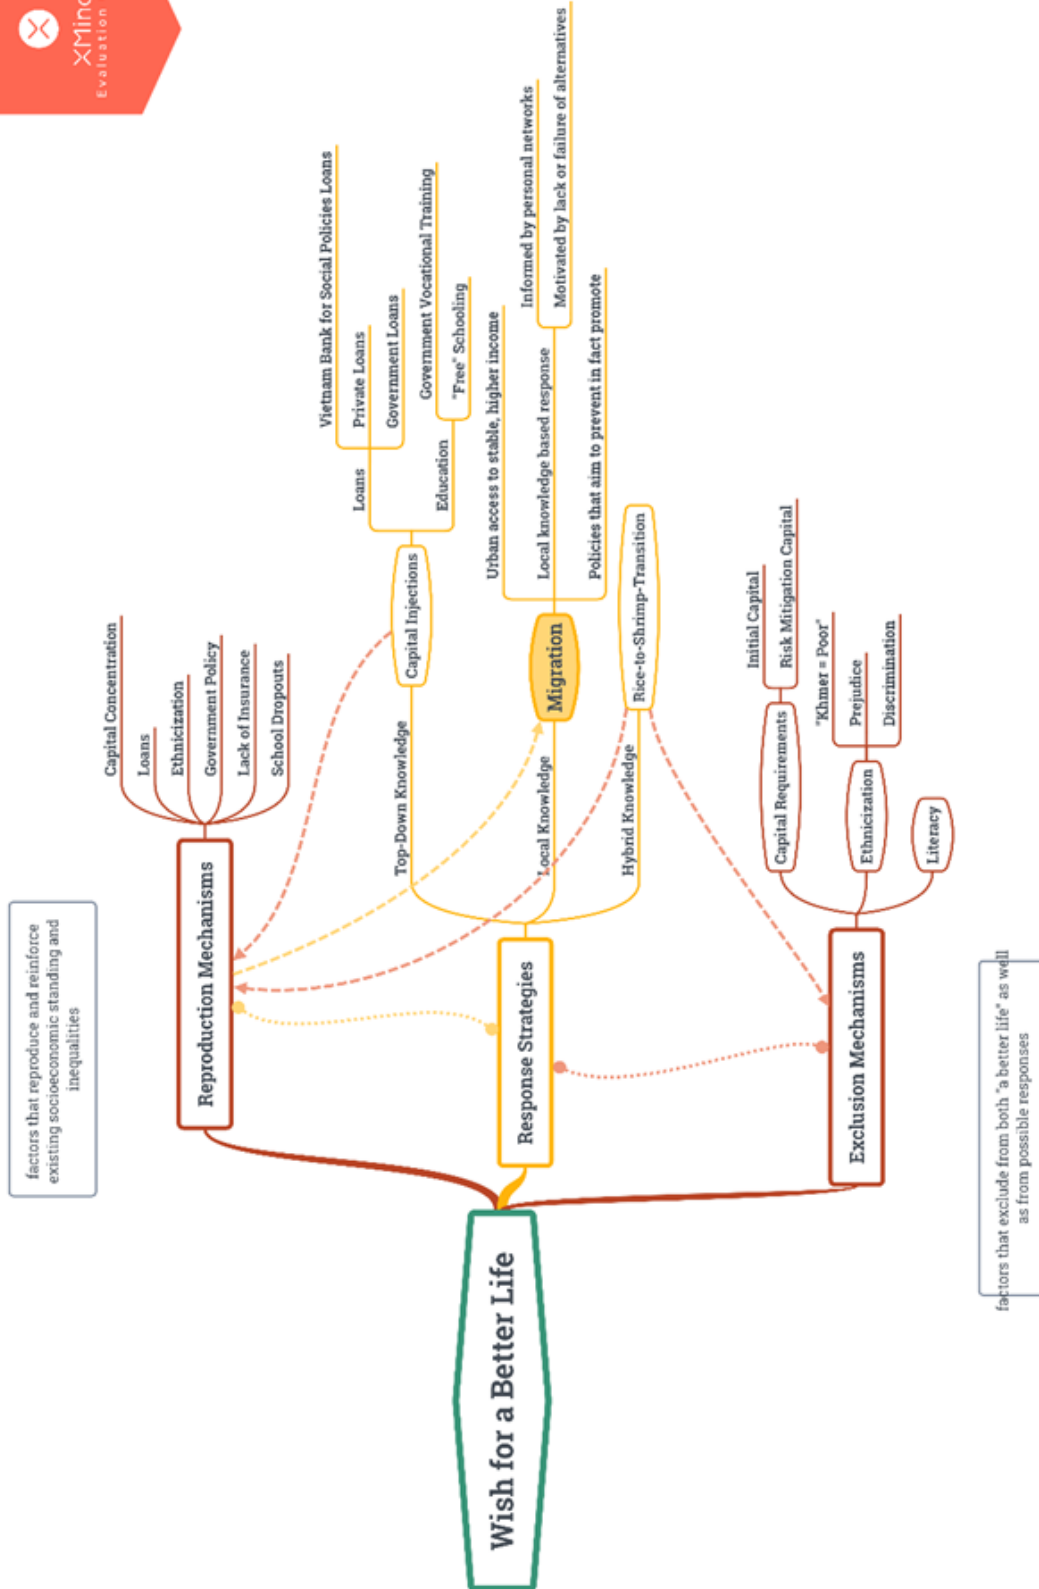 XMind
Evaluation
factors that reproduce and reinforce
existing socioeconomic standing and
inequalities
Wish for a Better Life
Reproduction Mechanisms
Capital Concentration
Loans
Ethnicization
Government Policy
Lack of Insurance
School Dropouts
Response Strategies
Top-Down Knowledge
Capital Injections
Loans
Vietnam Bank for Social Policies Loans
Private Loans
Government Loans
Education
Government Vocational Training
"Free" Schooling
Local Knowledge
Migration
Urban access to stable, higher income
Local knowledge based response
Informed by personal networks
Motivated by lack or failure of alternatives
Policies that aim to prevent in fact promote
Hybrid Knowledge
Rice-to-Shrimp-Transition
Exclusion Mechanisms
Capital Requirements
Initial Capital
Risk Mitigation Capital
Ethnicization
"Khmer = Poor"
Prejudice
Discrimination
Literacy
factors that exclude from both "a better life" as well
as from possible responses